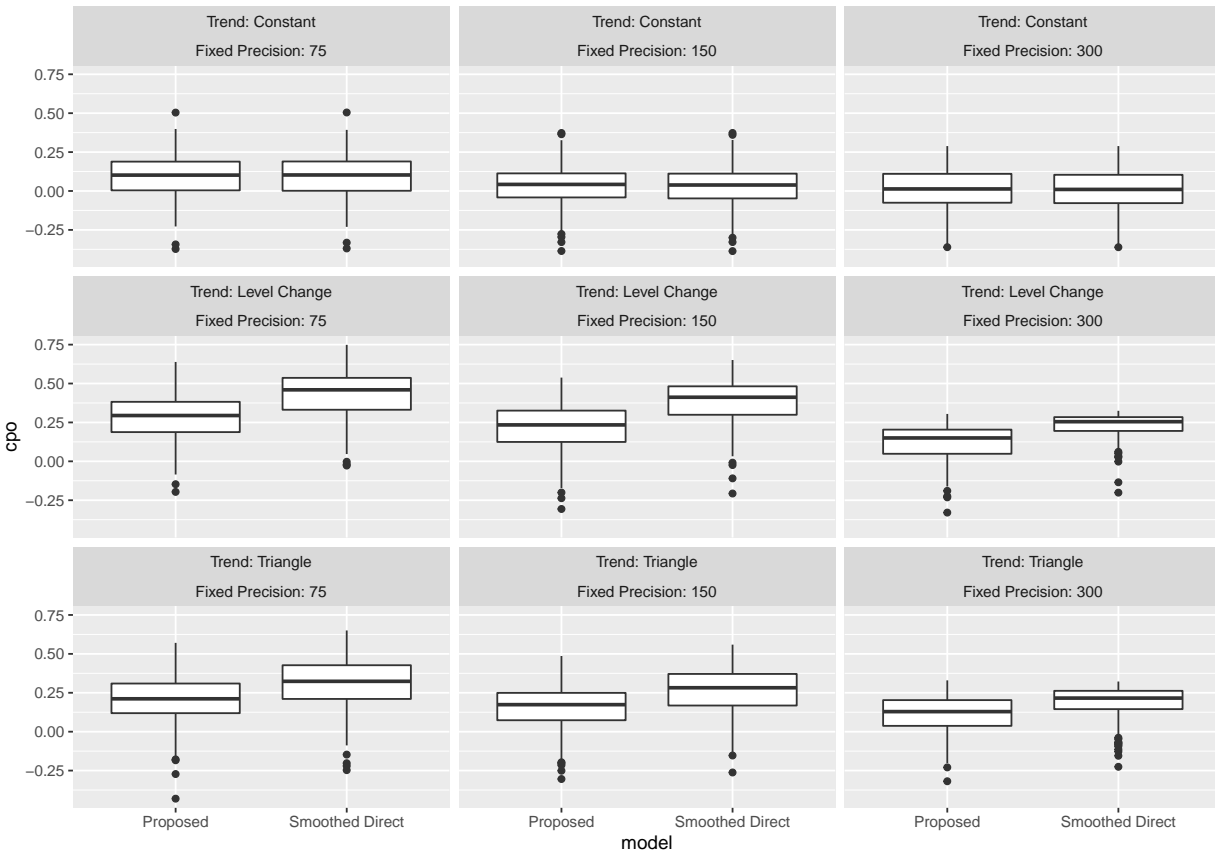 Trend: Constant
Fixed Precision: 75
Trend: Constant
Fixed Precision: 150
Trend: Constant
Fixed Precision: 300
0.75
0.50
0.25
0.00
−0.25
Trend: Level Change
Fixed Precision: 75
Trend: Level Change
Fixed Precision: 150
Trend: Level Change
Fixed Precision: 300
0.75
0.50
0.25
0.00
−0.25
cpo
Trend: Triangle
Fixed Precision: 75
Trend: Triangle
Fixed Precision: 150
Trend: Triangle
Fixed Precision: 300
0.75
0.50
0.25
0.00
−0.25
Proposed Smoothed Direct Proposed Smoothed Direct Proposed Smoothed Direct
model